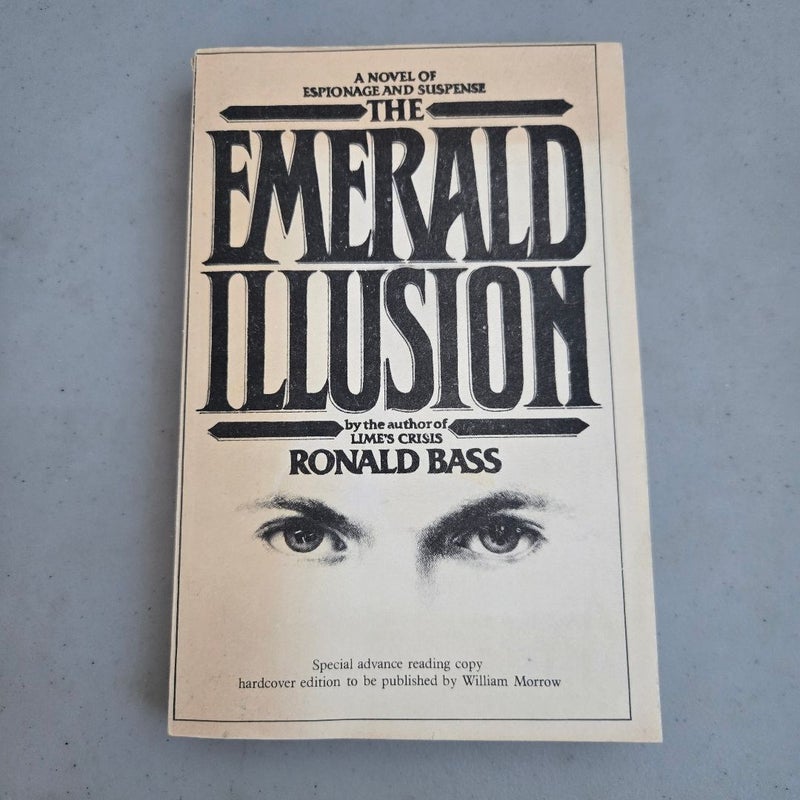 A NOVEL OF
ESPIONAGE AND SUSPENSE
THE
EMERALD
ILLUSION
by the author of
LIME'S CRISIS
RONALD BASS
Special advance reading copy
hardcover edition to be published by William Morrow